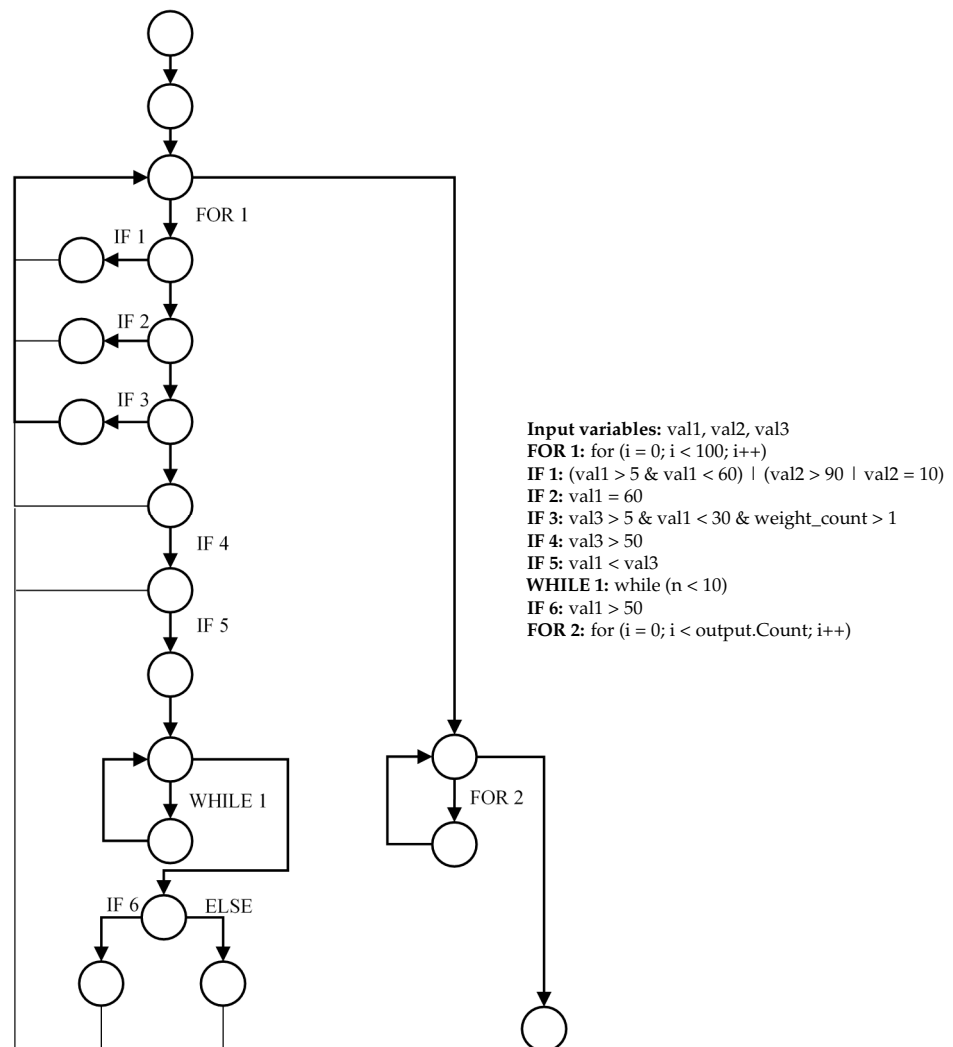 FOR 1
IF 1
IF 2
IF 3
IF 4
IF 5
WHILE 1
FOR 2
IF 6 ELSE
Input variables: val1, val2, val3
FOR 1: for (i = 0; i < 100; i++)
IF 1: (val1 > 5 & val1 < 60) | (val2 > 90 | val2 = 10)
IF 2: val1 = 60
IF 3: val3 > 5 & val1 < 30 & weight_count > 1
IF 4: val3 > 50
IF 5: val1 < val3
WHILE 1: while (n < 10)
IF 6: val1 > 50
FOR 2: for (i = 0; i < output.Count; i++)